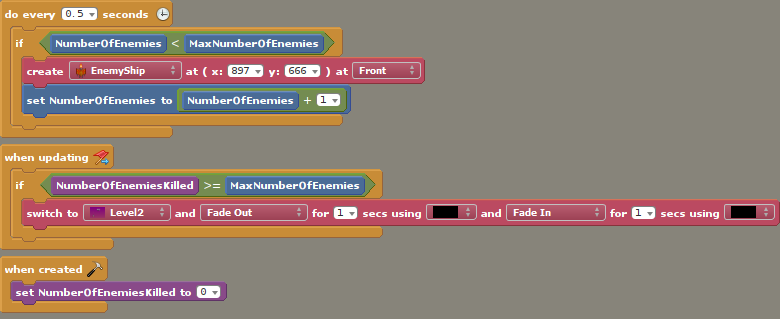 do every 0.5 seconds
if NumberOfEnemies < MaxNumberOfEnemies
create EnemyShip at ( x: 897 y: 666 ) at Front
set NumberOfEnemies to NumberOfEnemies + 1
when updating
if NumberOfEnemiesKilled >= MaxNumberOfEnemies
switch to Level2 and Fade Out for 1 secs using and Fade In for 1 secs using
when created
set NumberOfEnemiesKilled to 0